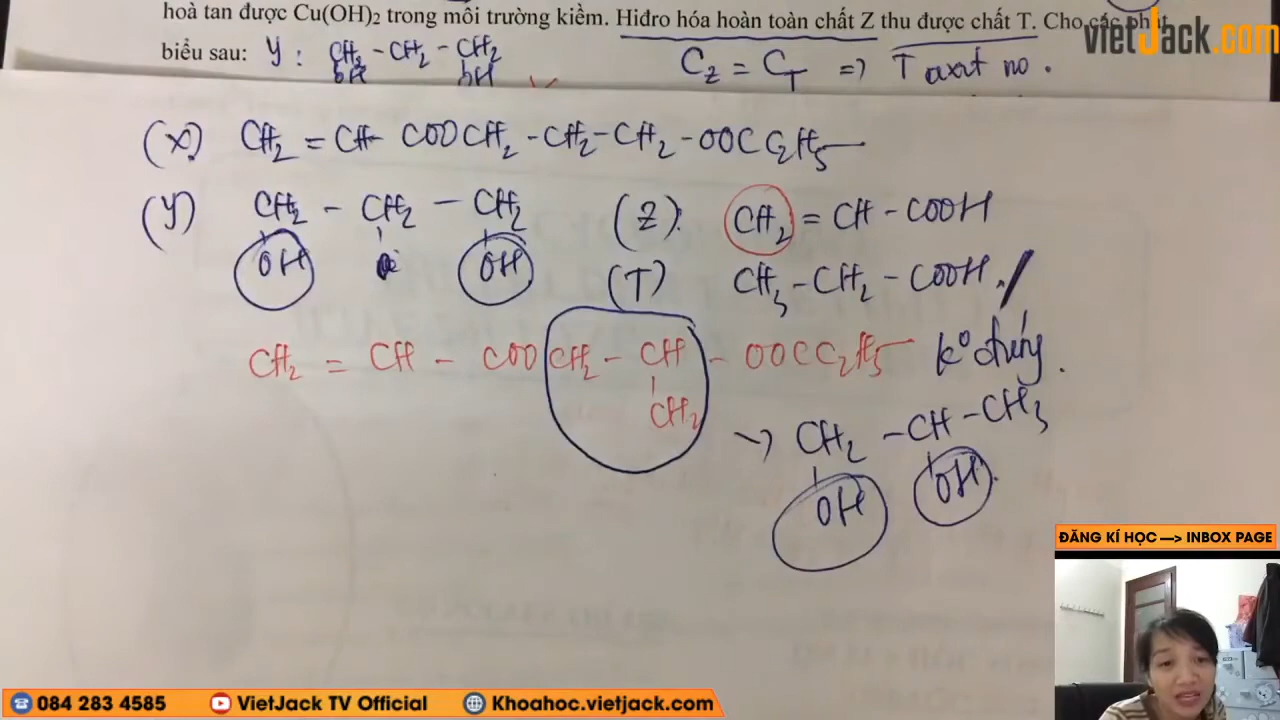 hoà tan được Cu(OH)₂ trong môi trường kiềm. Hiđro hóa hoàn toàn chất Z thu được chất T. Cho các phát
vietJack.com
biểu sau: Y : CH₂ - CH₂ - CH₂
OH OH
C_Z = C_T => T axit no .
(X) CH₂ = CH - COOCH₂ - CH₂ - CH₂ - OOC C₂H₅
(Y) CH₂ - CH₂ - CH₂
OH OH
(Z): CH₂ = CH - COOH
(T) CH₃ - CH₂ - COOH
CH₂ = CH - COO CH₂ - CH - OOCC₂H₅ k° đúng.
CH₂
→ CH₂ - CH - CH₃
OH OH
ĐĂNG KÍ HỌC —> INBOX PAGE
084 283 4585 VietJack TV Official Khoahoc.vietjack.com